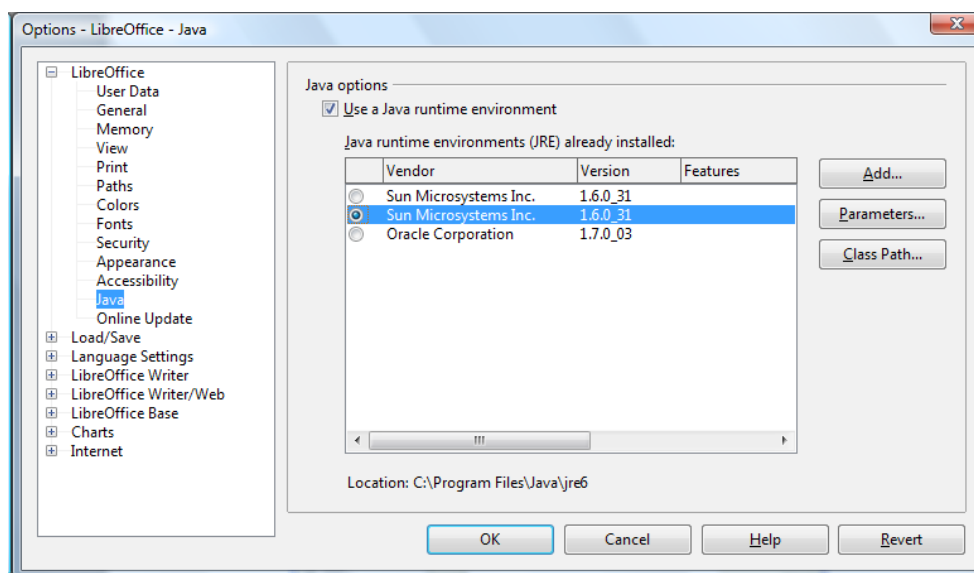 Options - LibreOffice - Java
LibreOffice
User Data
General
Memory
View
Print
Paths
Colors
Fonts
Security
Appearance
Accessibility
Java
Online Update
Load/Save
Language Settings
LibreOffice Writer
LibreOffice Writer/Web
LibreOffice Base
Charts
Internet
Java options
Use a Java runtime environment
Java runtime environments (JRE) already installed:
Vendor Version Features
Sun Microsystems Inc. 1.6.0_31
Sun Microsystems Inc. 1.6.0_31
Oracle Corporation 1.7.0_03
Add...
Parameters...
Class Path...
Location: C:\Program Files\Java\jre6
OK Cancel Help Revert